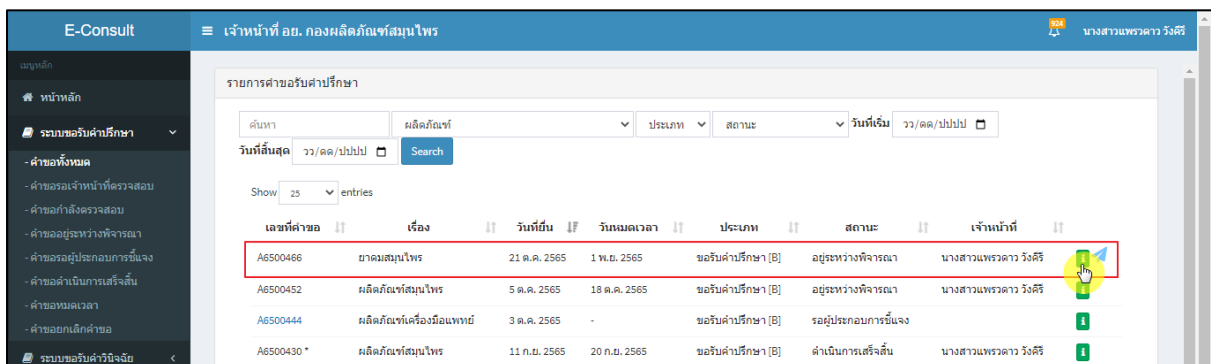 E-Consult
เจ้าหน้าที่ อย. กองผลิตภัณฑ์สมุนไพร
924
นางสาวแพรวดาว วังคีรี
เมนูหลัก
หน้าหลัก
ระบบขอรับคำปรึกษา
- คำขอทั้งหมด
- คำขอรอเจ้าหน้าที่ตรวจสอบ
- คำขอกำลังตรวจสอบ
- คำขออยู่ระหว่างพิจารณา
- คำขอรอผู้ประกอบการชี้แจง
- คำขอดำเนินการเสร็จสิ้น
- คำขอหมดเวลา
- คำขอยกเลิกคำขอ
ระบบขอรับคำวินิจฉัย
รายการคำขอรับคำปรึกษา
ค้นหา ผลิตภัณฑ์ ประเภท สถานะ วันที่เริ่ม วว/ดด/ปปปป
วันที่สิ้นสุด วว/ดด/ปปปป Search
Show 25 entries
เลขที่คำขอ เรื่อง วันที่ยื่น วันหมดเวลา ประเภท สถานะ เจ้าหน้าที่
A6500466 ยาดมสมุนไพร 21 ต.ค. 2565 1 พ.ย. 2565 ขอรับคำปรึกษา [B] อยู่ระหว่างพิจารณา นางสาวแพรวดาว วังคีรี
A6500452 ผลิตภัณฑ์สมุนไพร 5 ต.ค. 2565 18 ต.ค. 2565 ขอรับคำปรึกษา [B] อยู่ระหว่างพิจารณา นางสาวแพรวดาว วังคีรี
A6500444 ผลิตภัณฑ์เครื่องมือแพทย์ 3 ต.ค. 2565 - ขอรับคำปรึกษา [B] รอผู้ประกอบการชี้แจง
A6500430 * ผลิตภัณฑ์สมุนไพร 11 ก.ย. 2565 20 ก.ย. 2565 ขอรับคำปรึกษา [B] ดำเนินการเสร็จสิ้น นางสาวแพรวดาว วังคีรี